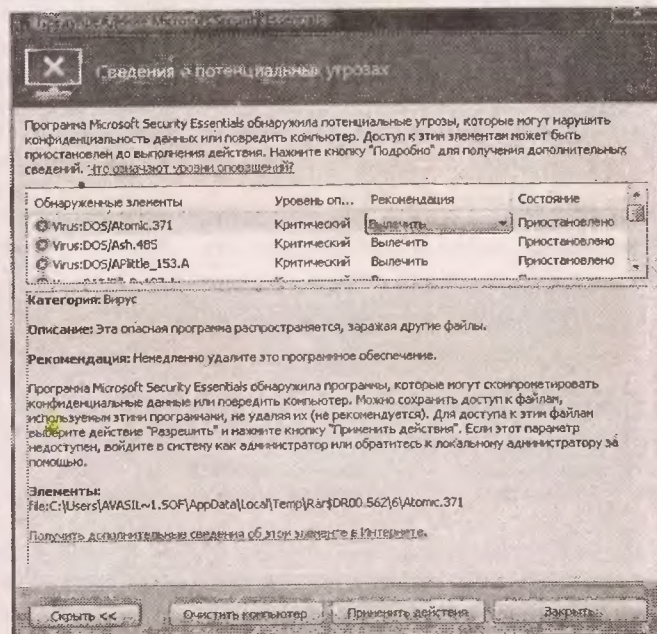 Предупреждение Microsoft Security Essentials
Сведения о потенциальных угрозах
Программа Microsoft Security Essentials обнаружила потенциальные угрозы, которые могут нарушить
конфиденциальность данных или повредить компьютер. Доступ к этим элементам может быть
приостановлен до выполнения действия. Нажмите кнопку "Подробно" для получения дополнительных
сведений. Что означают уровни оповещений?
Обнаруженные элементы Уровень оп... Рекомендация Состояние
Virus:DOS/Atomic.371 Критический Вылечить Приостановлено
Virus:DOS/Ash.485 Критический Вылечить Приостановлено
Virus:DOS/APlittle_153.A Критический Вылечить Приостановлено
Категория: Вирус
Описание: Эта опасная программа распространяется, заражая другие файлы.
Рекомендация: Немедленно удалите это программное обеспечение.
Программа Microsoft Security Essentials обнаружила программы, которые могут скомпрометировать
конфиденциальные данные или повредить компьютер. Можно сохранить доступ к файлам,
используемым этими программами, не удаляя их (не рекомендуется). Для доступа к этим файлам
выберите действие "Разрешить" и нажмите кнопку "Применить действия". Если этот параметр
недоступен, войдите в систему как администратор или обратитесь к локальному администратору за
помощью.
Элементы:
file:C:\Users\AVASIL~1.SOF\AppData\Local\Temp\Rar$DR00.562\6\Atomic.371
Получить дополнительные сведения об этом элементе в Интернете.
Скрыть << Очистить компьютер Применить действия Закрыть